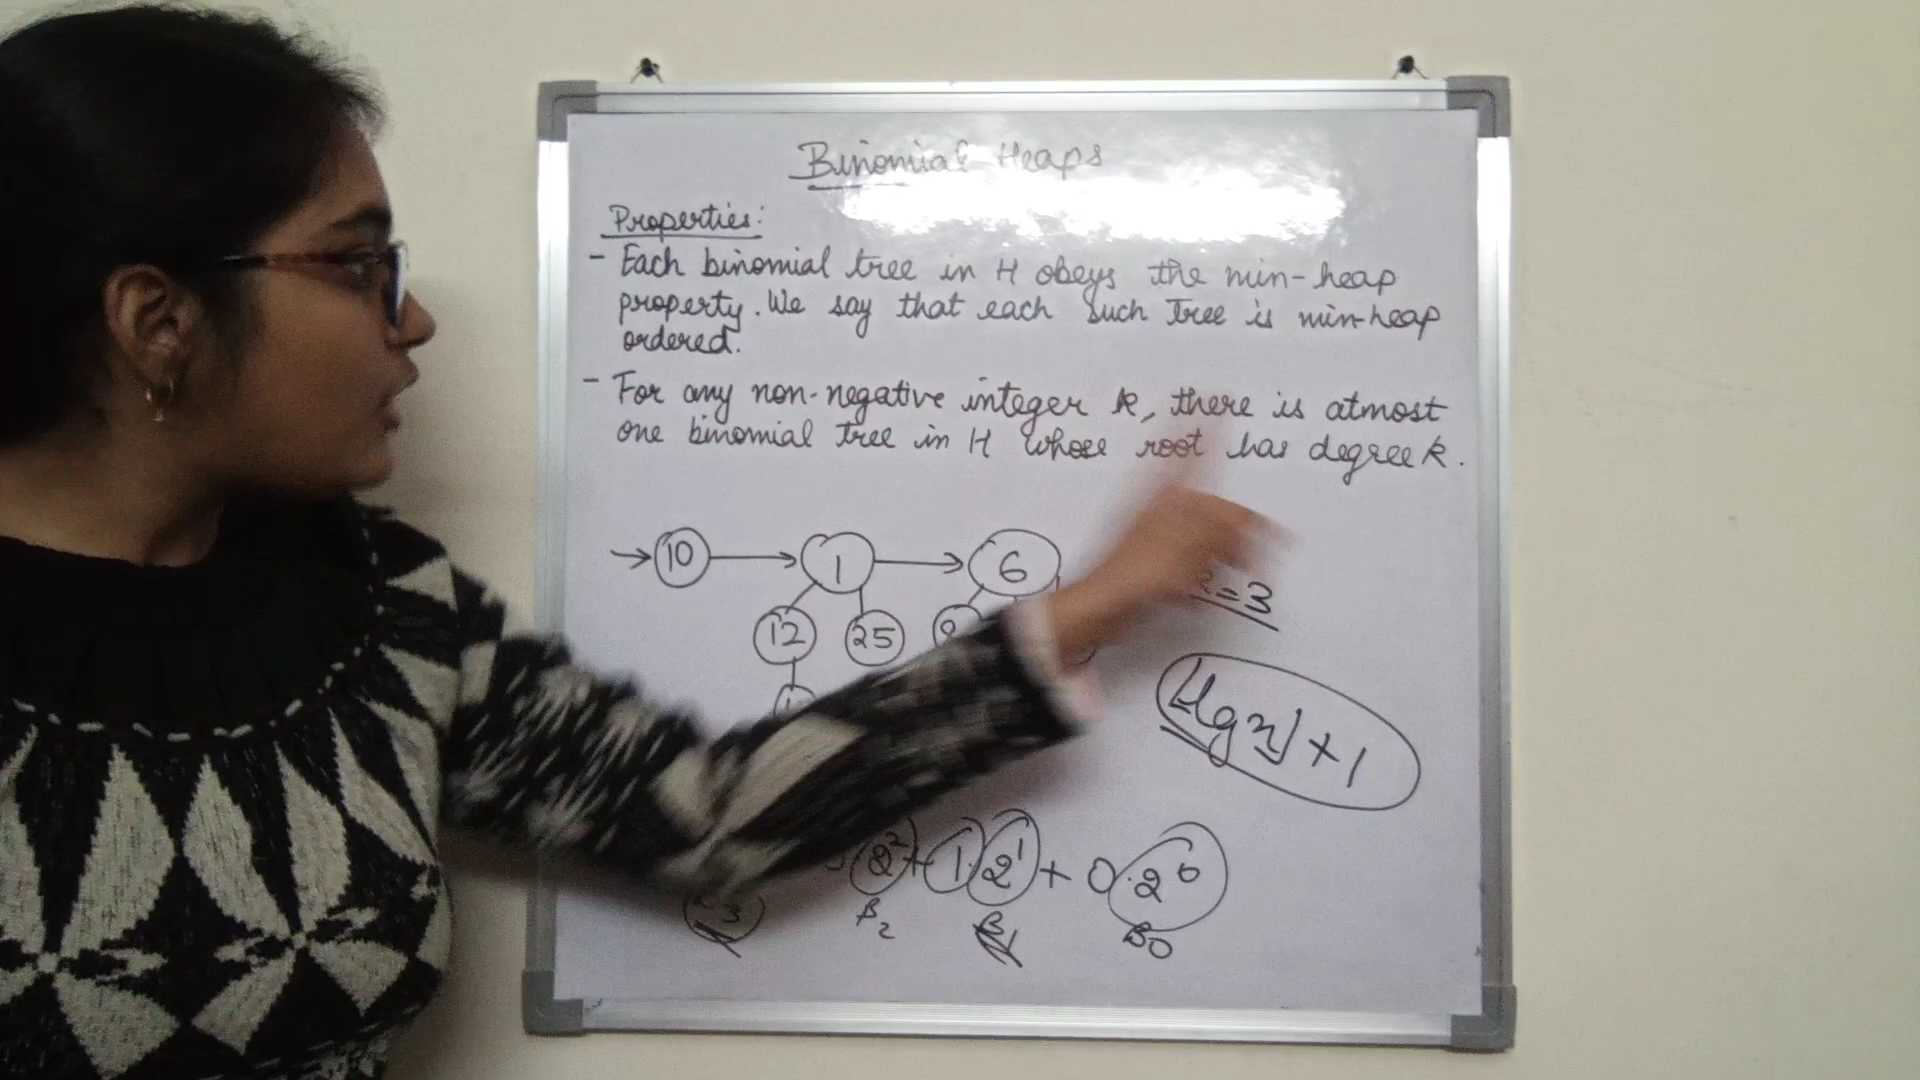 Binomial Heaps
Properties:
- Each binomial tree in H obeys the min-heap
property. We say that each such Tree is min-heap
ordered.
- For any non-negative integer k, there is atmost
one binomial tree in H whose root has degree k.
10 1 6
12 25
=3
⌊lg n⌋ + 1
2² + 1.2¹ + 0.2⁰
B₂ B₁ B0